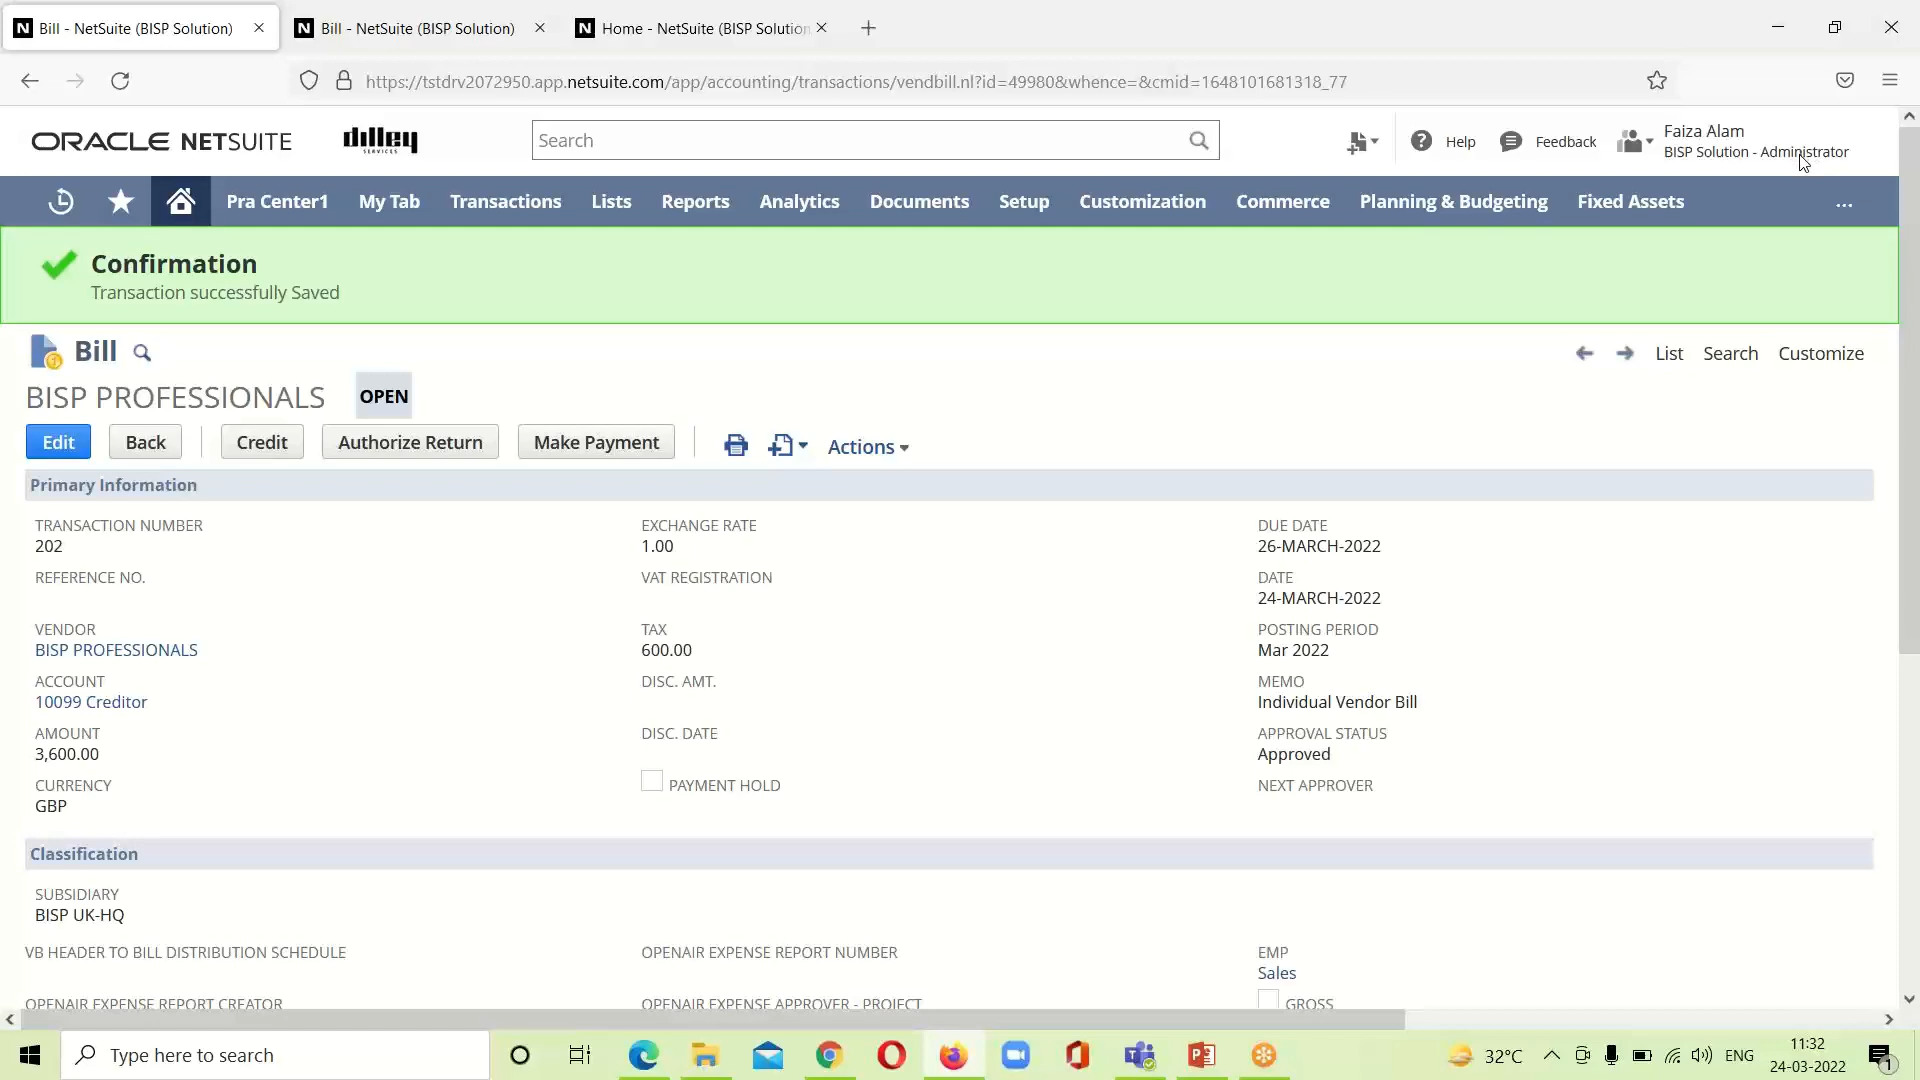 Bill - NetSuite (BISP Solution)
Bill - NetSuite (BISP Solution)
Home - NetSuite (BISP Solution
https://tstdrv2072950.app.netsuite.com/app/accounting/transactions/vendbill.nl?id=49980&whence=&cmid=1648101681318_77
ORACLE NETSUITE
dilley
SERVICES
Search
Help
Feedback
Faiza Alam
BISP Solution - Administrator
Pra Center1
My Tab
Transactions
Lists
Reports
Analytics
Documents
Setup
Customization
Commerce
Planning & Budgeting
Fixed Assets
...
Confirmation
Transaction successfully Saved
Bill
List
Search
Customize
BISP PROFESSIONALS
OPEN
Edit
Back
Credit
Authorize Return
Make Payment
Actions
Primary Information
TRANSACTION NUMBER
202
REFERENCE NO.
VENDOR
BISP PROFESSIONALS
ACCOUNT
10099 Creditor
AMOUNT
3,600.00
CURRENCY
GBP
EXCHANGE RATE
1.00
VAT REGISTRATION
TAX
600.00
DISC. AMT.
DISC. DATE
PAYMENT HOLD
DUE DATE
26-MARCH-2022
DATE
24-MARCH-2022
POSTING PERIOD
Mar 2022
MEMO
Individual Vendor Bill
APPROVAL STATUS
Approved
NEXT APPROVER
Classification
SUBSIDIARY
BISP UK-HQ
VB HEADER TO BILL DISTRIBUTION SCHEDULE
OPENAIR EXPENSE REPORT CREATOR
OPENAIR EXPENSE REPORT NUMBER
OPENAIR EXPENSE APPROVER - PROJECT
EMP
Sales
GROSS
Type here to search
32°C
ENG
11:32
24-03-2022
1